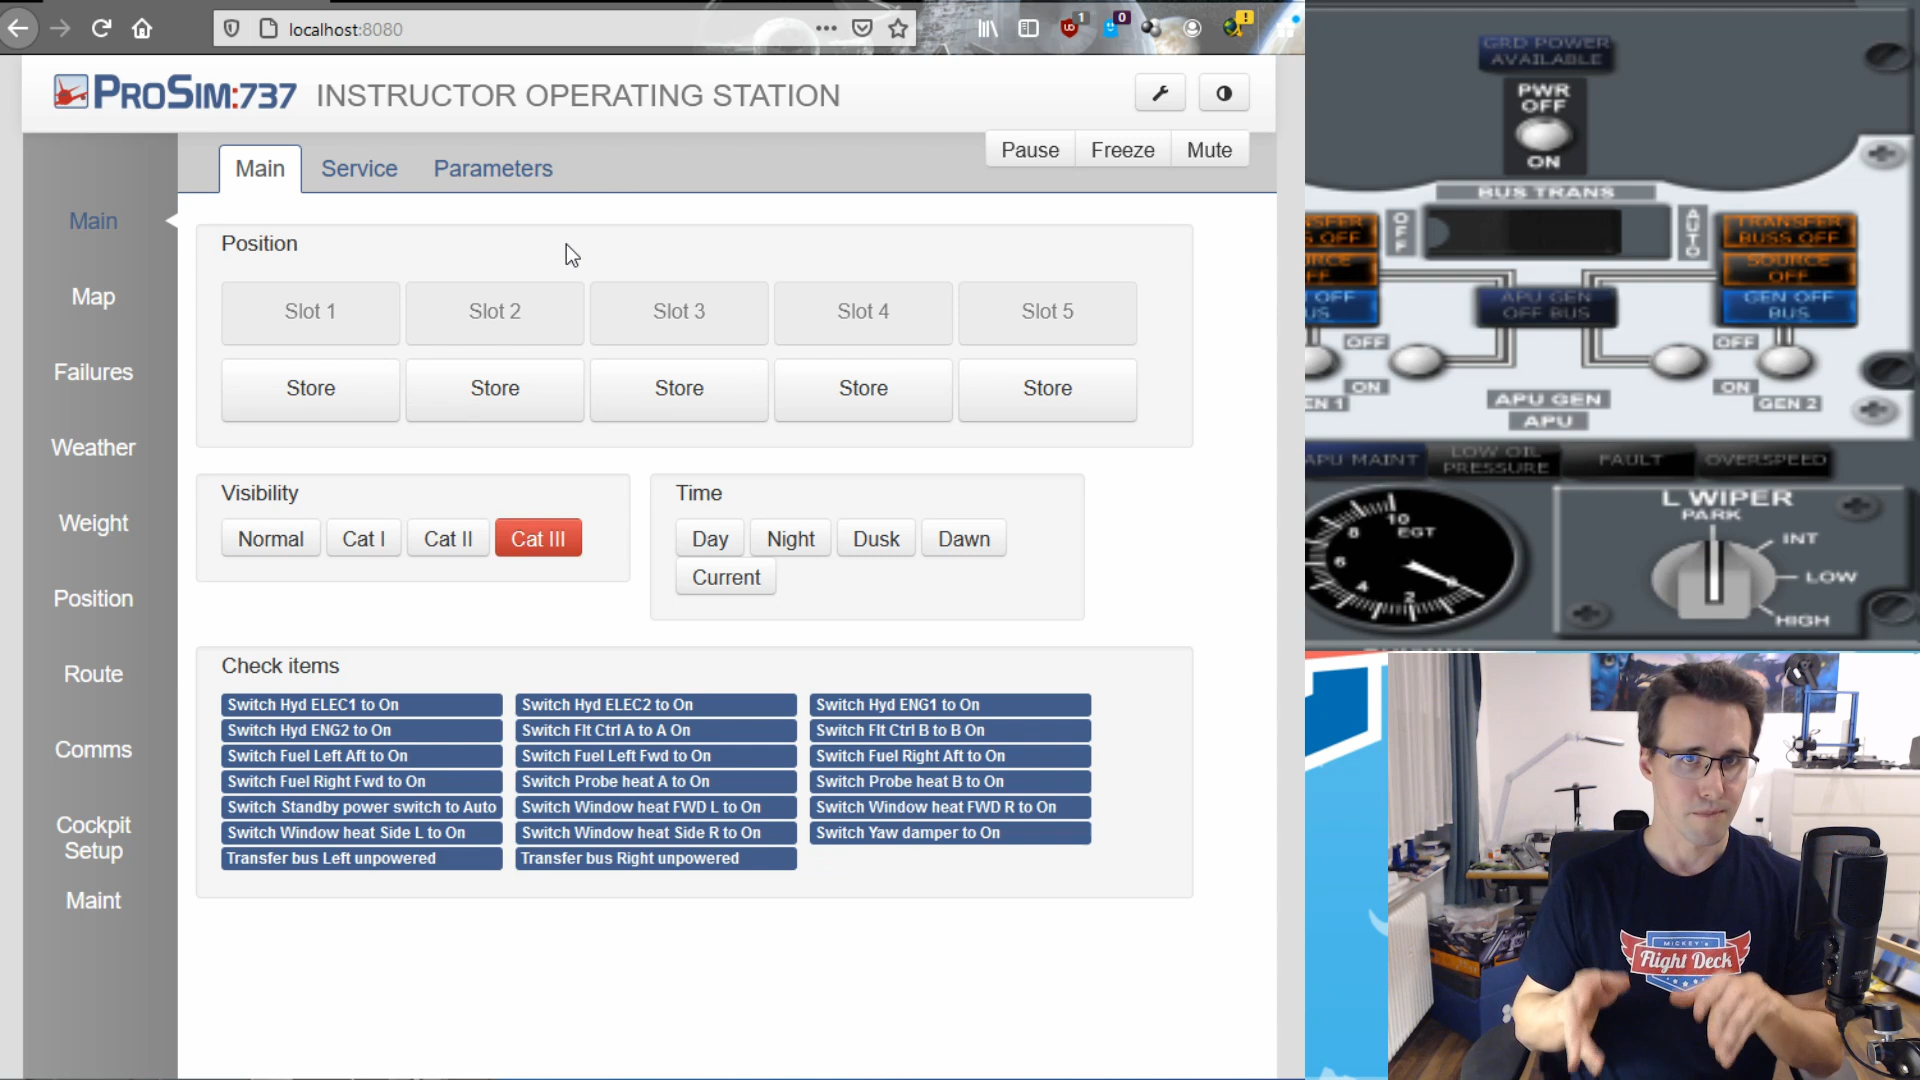 localhost:8080
1
0
PROSIM:737 INSTRUCTOR OPERATING STATION
Pause
Freeze
Mute
Main
Service
Parameters
Main
Map
Failures
Weather
Weight
Position
Route
Comms
Cockpit
Setup
Maint
Position
Slot 1
Slot 2
Slot 3
Slot 4
Slot 5
Store
Store
Store
Store
Store
Visibility
Normal
Cat I
Cat II
Cat III
Time
Day
Night
Dusk
Dawn
Current
Check items
Switch Hyd ELEC1 to On
Switch Hyd ELEC2 to On
Switch Hyd ENG1 to On
Switch Hyd ENG2 to On
Switch Flt Ctrl A to A On
Switch Flt Ctrl B to B On
Switch Fuel Left Aft to On
Switch Fuel Left Fwd to On
Switch Fuel Right Aft to On
Switch Fuel Right Fwd to On
Switch Probe heat A to On
Switch Probe heat B to On
Switch Standby power switch to Auto
Switch Window heat FWD L to On
Switch Window heat FWD R to On
Switch Window heat Side L to On
Switch Window heat Side R to On
Switch Yaw damper to On
Transfer bus Left unpowered
Transfer bus Right unpowered
GRD POWER
AVAILABLE
PWR
OFF
ON
BUS TRANS
OFF
AUTO
TRANSFER
BUSS OFF
SOURCE
OFF
GEN OFF
BUS
APU GEN
OFF BUS
OFF
ON
OFF
ON
APU GEN
APU
GEN 2
APU MAINT
LOW OIL
PRESSURE
FAULT
OVERSPEED
10
8
6
4
2
EGT
L WIPER
PARK
INT
LOW
HIGH
MICKEY's
Flight Deck